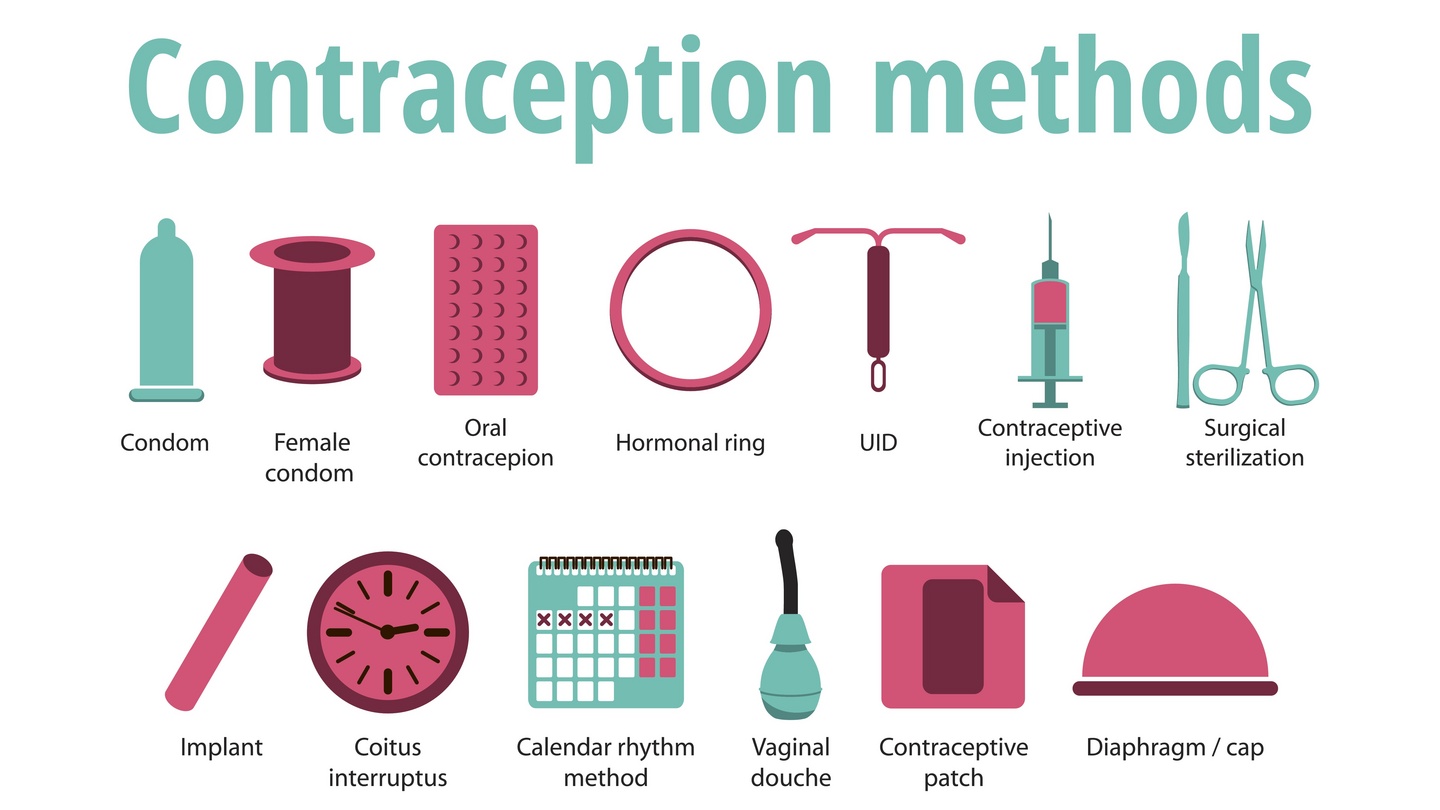 Contraception methods
Condom
Female
condom
Oral
contracepion
Hormonal ring
UID
Contraceptive
injection
Surgical
sterilization
Implant
Coitus
interruptus
Calendar rhythm
method
Vaginal
douche
Contraceptive
patch
Diaphragm / cap